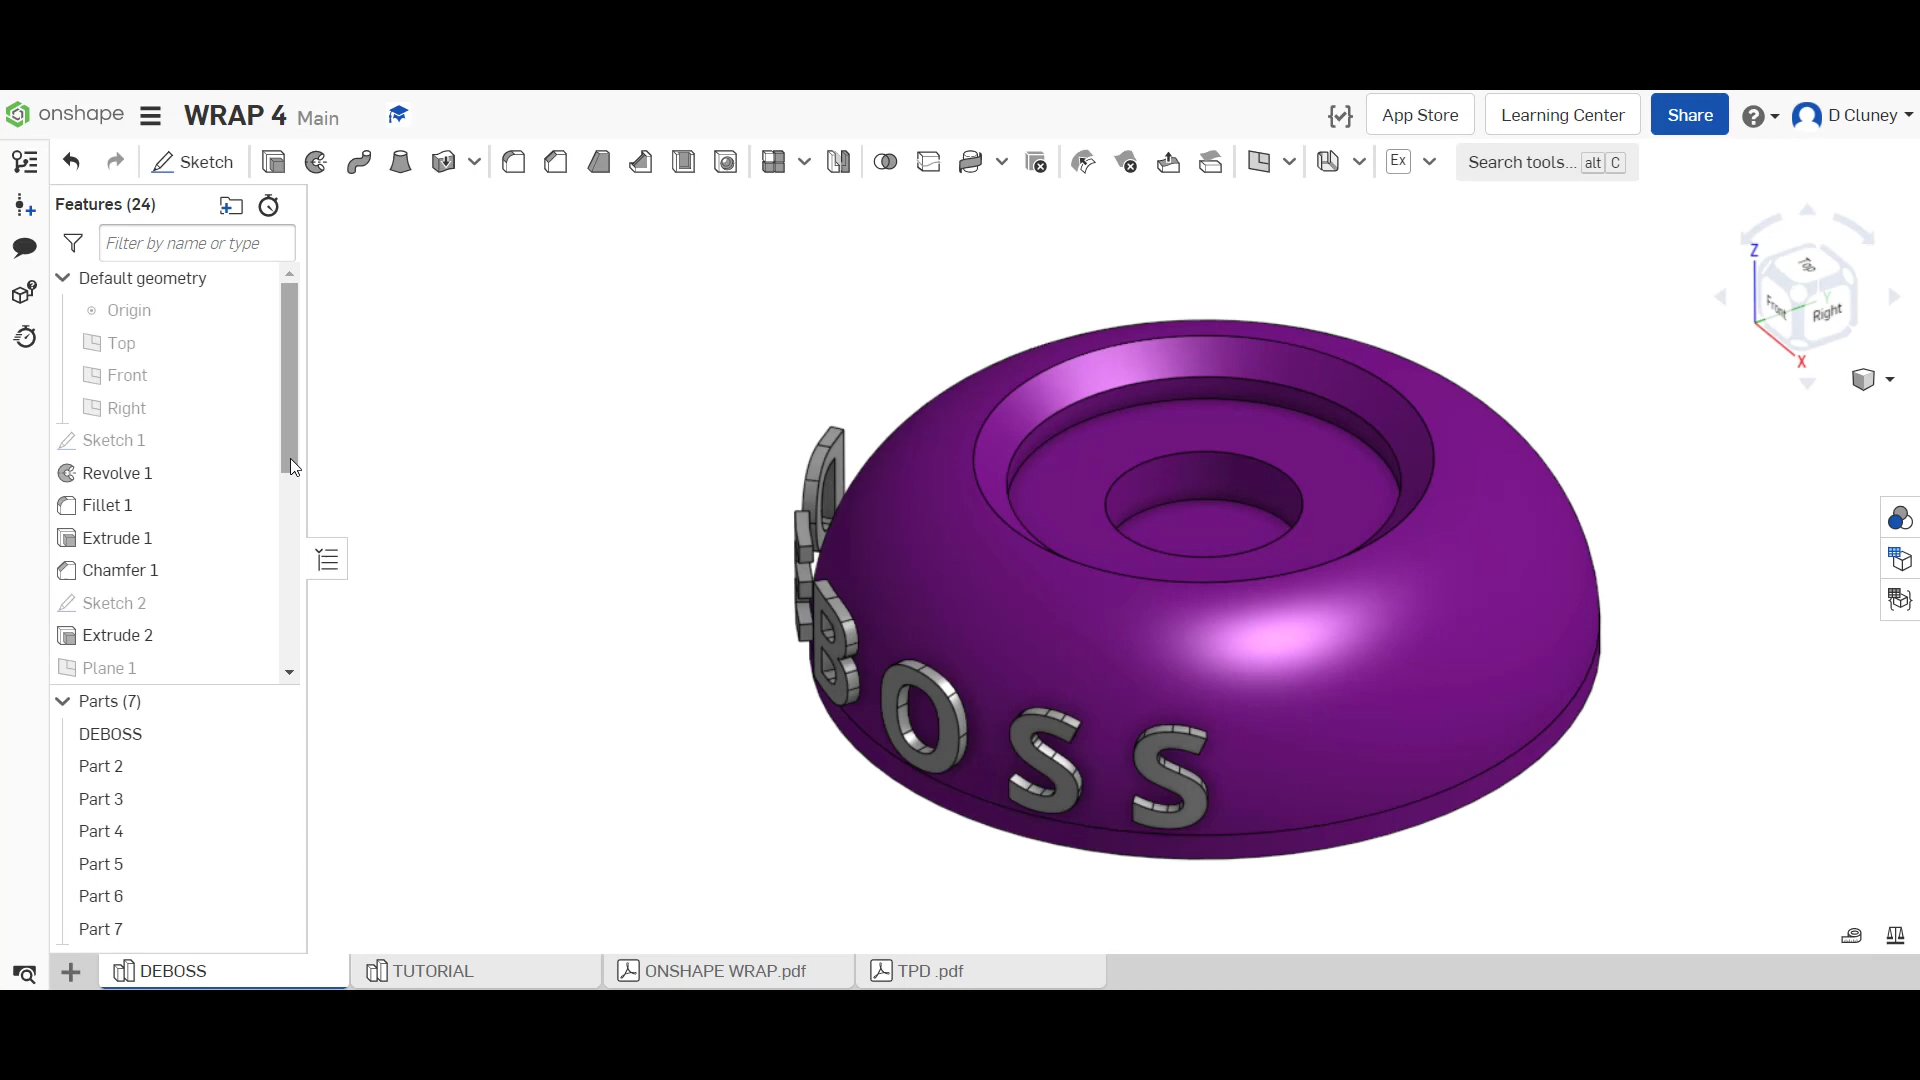 onshape
WRAP 4 Main
App Store
Learning Center
Share
D Cluney
Sketch
Ex
Search tools... alt C
Features (24)
Filter by name or type
Default geometry
Origin
Top
Front
Right
Sketch 1
Revolve 1
Fillet 1
Extrude 1
Chamfer 1
Sketch 2
Extrude 2
Plane 1
Parts (7)
DEBOSS
Part 2
Part 3
Part 4
Part 5
Part 6
Part 7
D
B O S S
Z
Top
Front
Y
Right
X
DEBOSS
TUTORIAL
ONSHAPE WRAP.pdf
TPD .pdf